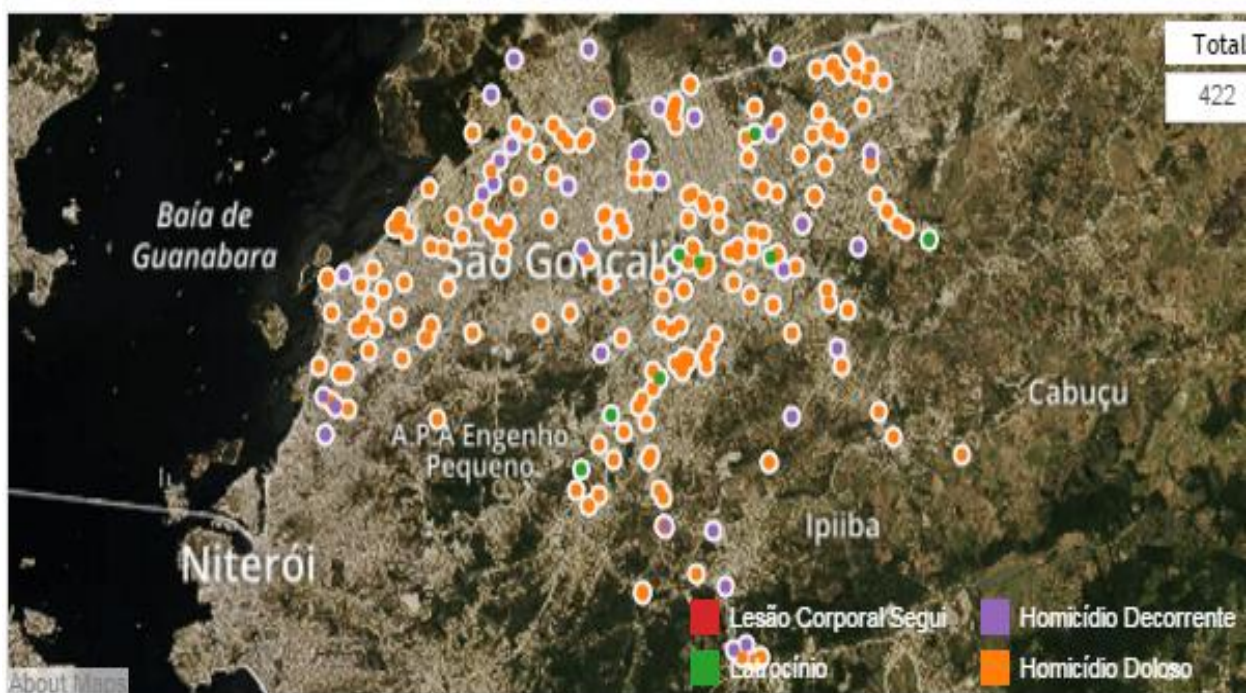 Total
422
Baía de
Guanabara
São Gonçalo
Cabuçu
A.P.A Engenho
Pequeno
Ipiiba
Niterói
Lesão Corporal Segui
Homicídio Decorrente
Latrocínio
Homicídio Doloso
About Maps